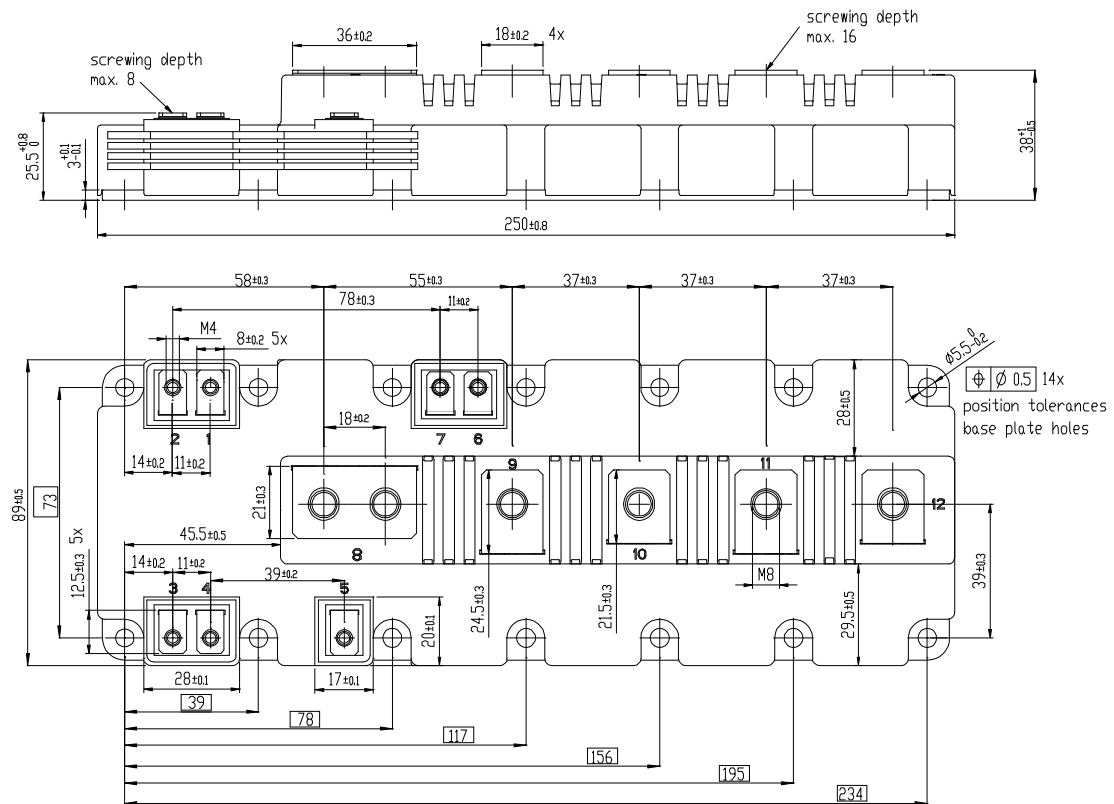 36±0.2
18±0.2 4x
screwing depth
max. 16
screwing depth
max. 8
25.5 +0.8 0
3 +0.1 -0.1
38 +1 -0.5
250±0.8
58±0.3
55±0.3
37±0.3
37±0.3
37±0.3
78±0.3
11±0.2
M4
8±0.2 5x
Ø5.5 0 -0.2
⌖ Ø 0.5 14x
position tolerances
base plate holes
2 1
7 6
18±0.2
28±0.5
14±0.2
11±0.2
9
11
12
89±0.5
73
21±0.3
8
10
45.5±0.5
12.5±0.3 5x
14±0.2
11±0.2
39±0.2
3 4
5
24.5±0.3
21.5±0.3
M8
39±0.5
29.5±0.5
20±0.1
28±0.1
17±0.1
39
78
117
156
195
234